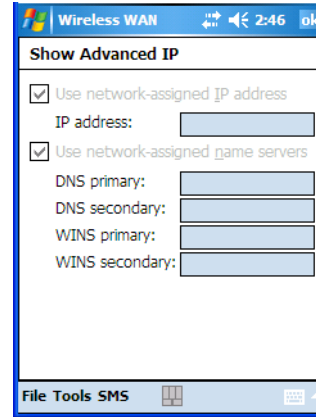 Wireless WAN 2:46 ok
Show Advanced IP
Use network-assigned IP address
IP address:
Use network-assigned name servers
DNS primary:
DNS secondary:
WINS primary:
WINS secondary:
File Tools SMS